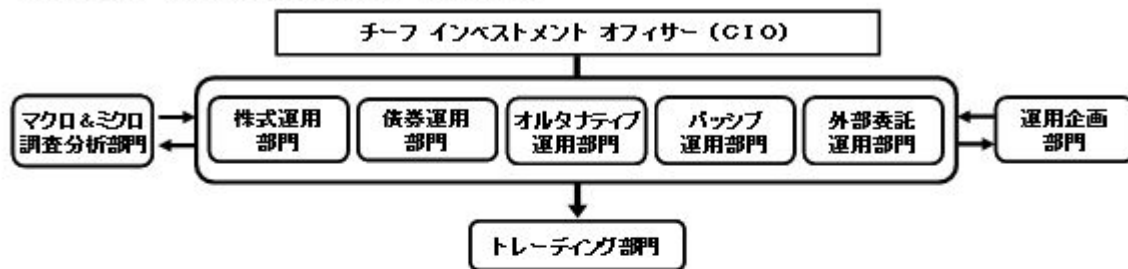 チーフ インベストメント オフィサー (CIO)
マクロ&ミクロ
調査分析部門
株式運用
部門
債券運用
部門
オルタナティブ
運用部門
パッシブ
運用部門
外部委託
運用部門
運用企画
部門
トレーディング部門